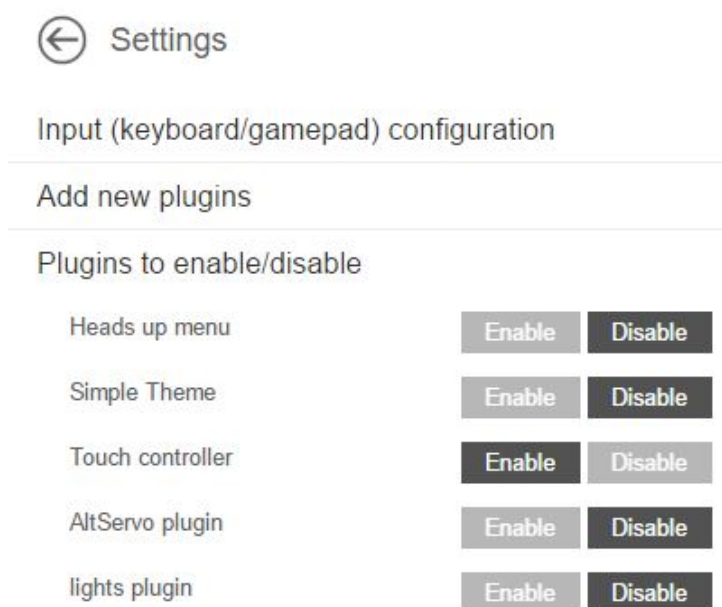 Settings
Input (keyboard/gamepad) configuration
Add new plugins
Plugins to enable/disable
Heads up menu Enable Disable
Simple Theme Enable Disable
Touch controller Enable Disable
AltServo plugin Enable Disable
lights plugin Enable Disable